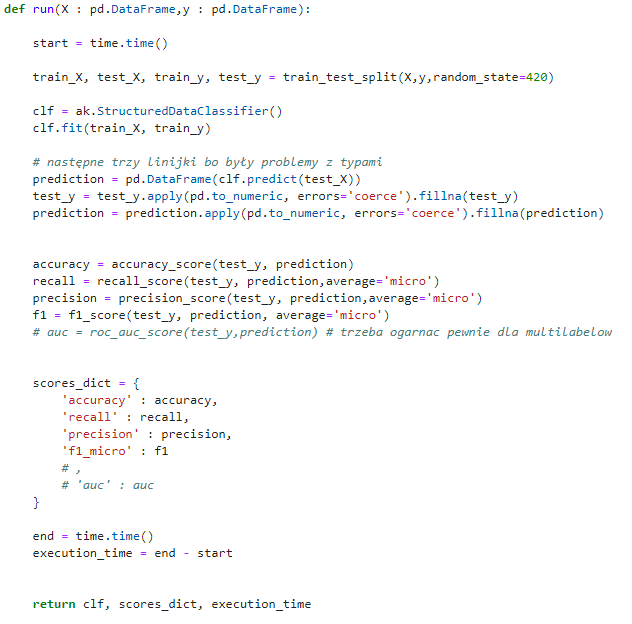 def run(X : pd.DataFrame,y : pd.DataFrame):
start = time.time()
train_X, test_X, train_y, test_y = train_test_split(X,y,random_state=420)
clf = ak.StructuredDataClassifier()
clf.fit(train_X, train_y)
# następne trzy linijki bo były problemy z typami
prediction = pd.DataFrame(clf.predict(test_X))
test_y = test_y.apply(pd.to_numeric, errors='coerce').fillna(test_y)
prediction = prediction.apply(pd.to_numeric, errors='coerce').fillna(prediction)
accuracy = accuracy_score(test_y, prediction)
recall = recall_score(test_y, prediction,average='micro')
precision = precision_score(test_y, prediction,average='micro')
f1 = f1_score(test_y, prediction, average='micro')
# auc = roc_auc_score(test_y,prediction) # trzeba ogarnac pewnie dla multilabelow
scores_dict = {
'accuracy' : accuracy,
'recall' : recall,
'precision' : precision,
'f1_micro' : f1
# ,
# 'auc' : auc
}
end = time.time()
execution_time = end - start
return clf, scores_dict, execution_time